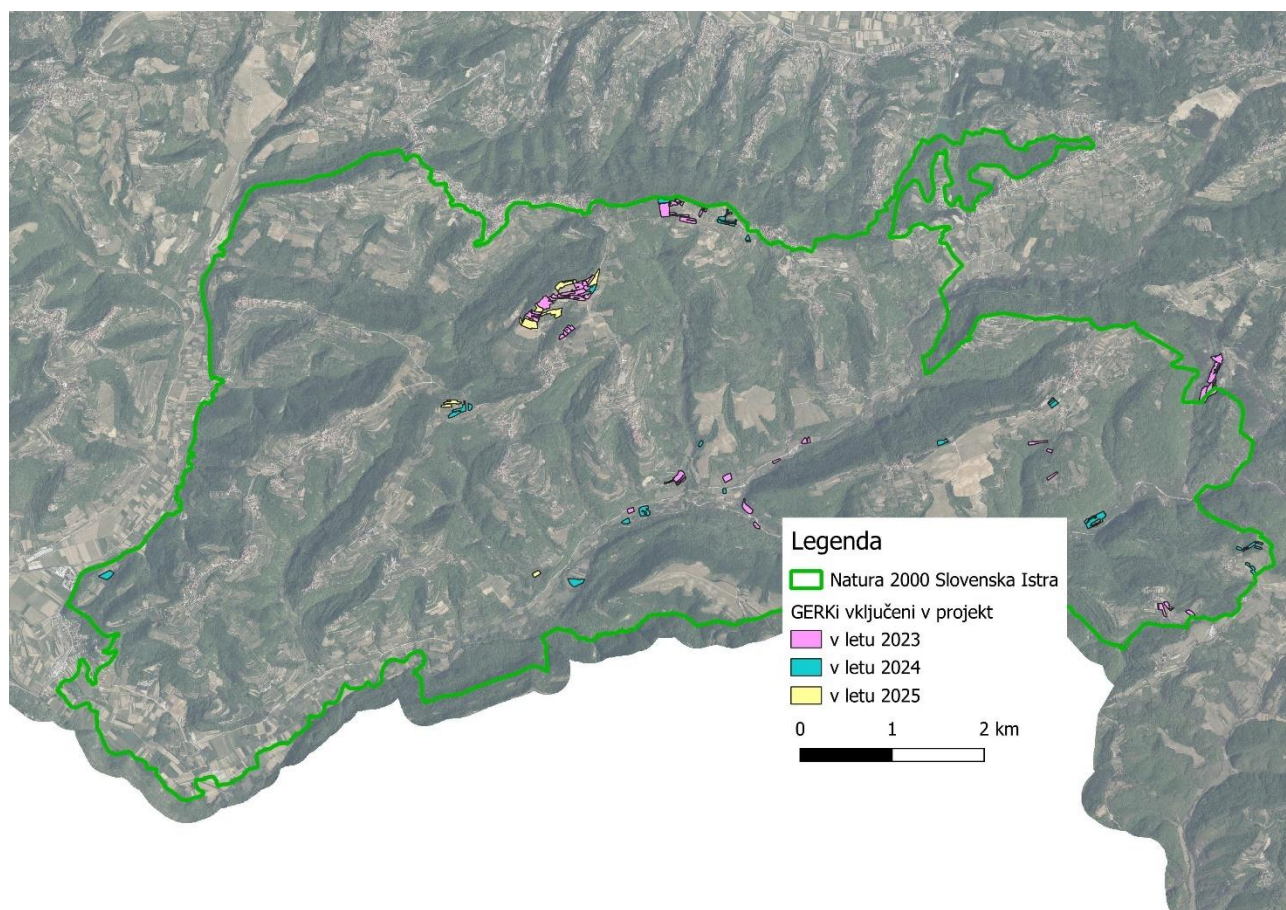 Legenda
Natura 2000 Slovenska Istra
GERKi vključeni v projekt
v letu 2023
v letu 2024
v letu 2025
0 1 2 km